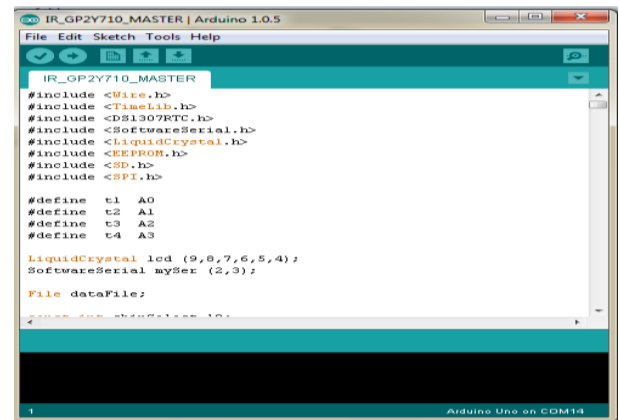 IR_GP2Y710_MASTER | Arduino 1.0.5
File Edit Sketch Tools Help
IR_GP2Y710_MASTER
#include <Wire.h>
#include <TimeLib.h>
#include <DS1307RTC.h>
#include <SoftwareSerial.h>
#include <LiquidCrystal.h>
#include <EEPROM.h>
#include <SD.h>
#include <SPI.h>
#define t1 A0
#define t2 A1
#define t3 A2
#define t4 A3
LiquidCrystal lcd (9,8,7,6,5,4);
SoftwareSerial mySer (2,3);
File dataFile;
1
Arduino Uno on COM14